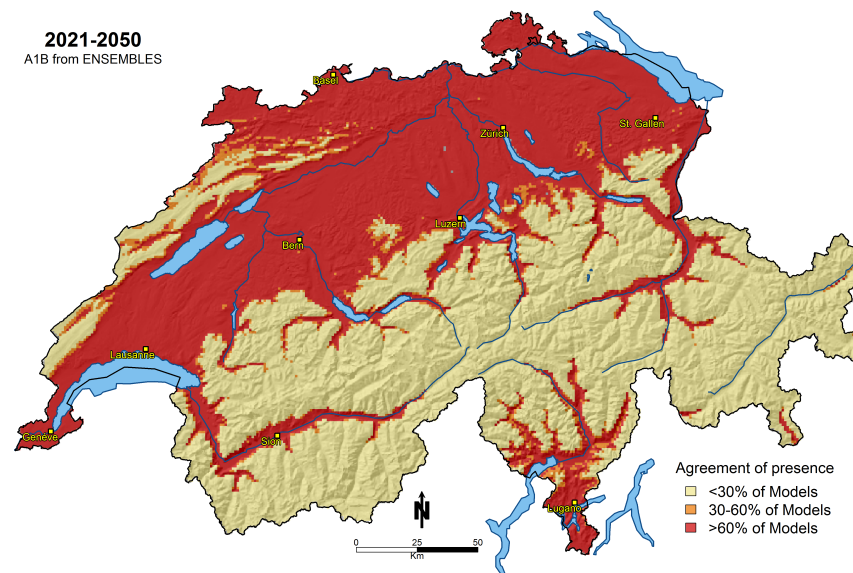 2021-2050
A1B from ENSEMBLES
Basel
Zürich
St. Gallen
Luzern
Bern
Lausanne
Genève
Sion
Lugano
N
Agreement of presence
<30% of Models
30-60% of Models
>60% of Models
0 25 50
Km